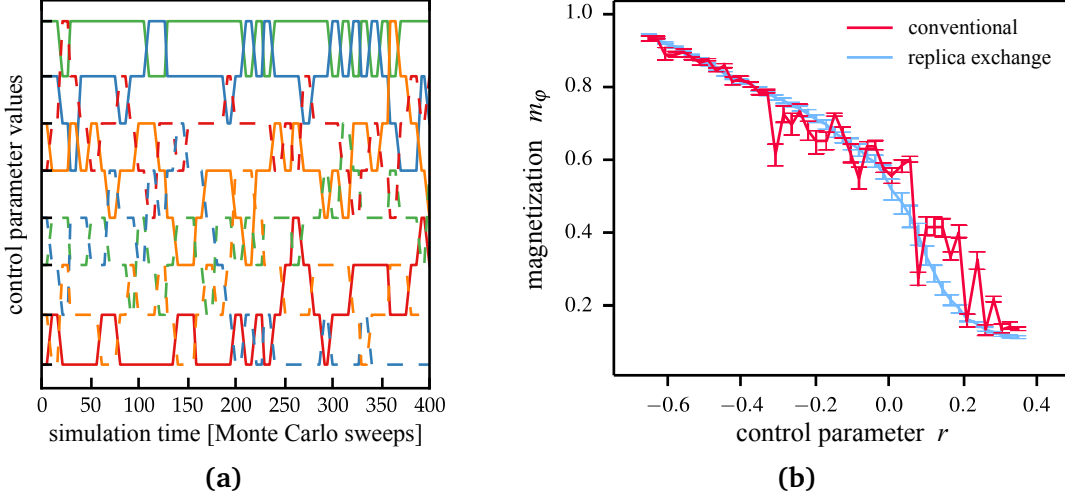 control parameter values
0 50 100 150 200 250 300 350 400
simulation time [Monte Carlo sweeps]
(a)
magnetization m_φ
1.0
0.8
0.6
0.4
0.2
conventional
replica exchange
−0.6 −0.4 −0.2 0.0 0.2 0.4
control parameter r
(b)